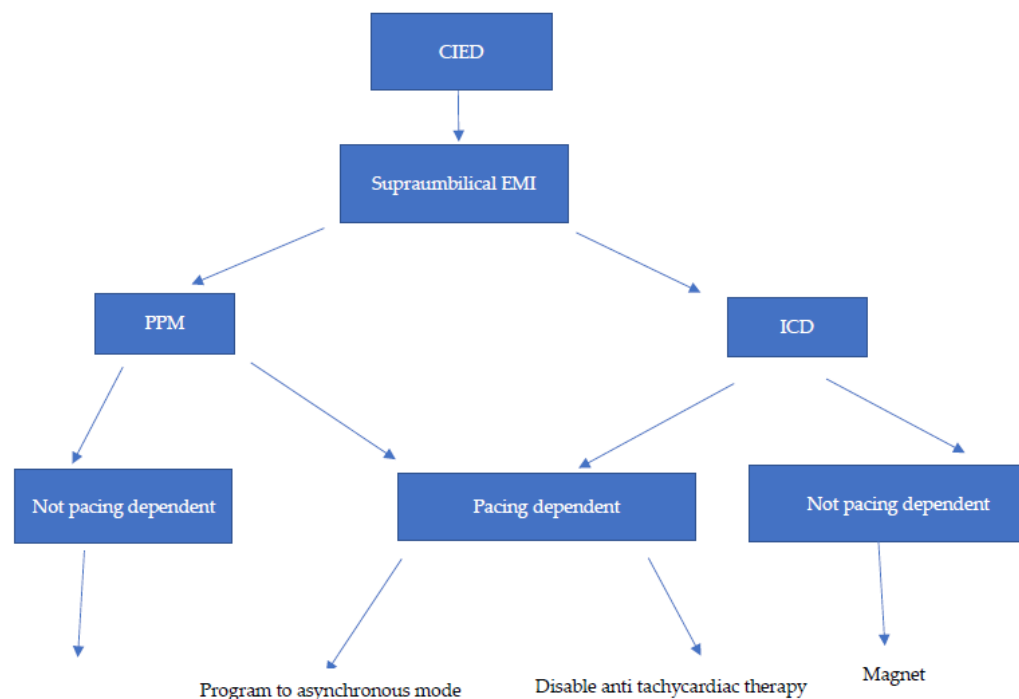 CIED
Supraumbilical EMI
PPM
ICD
Not pacing dependent
Pacing dependent
Not pacing dependent
Program to asynchronous mode
Disable anti tachycardiac therapy
Magnet